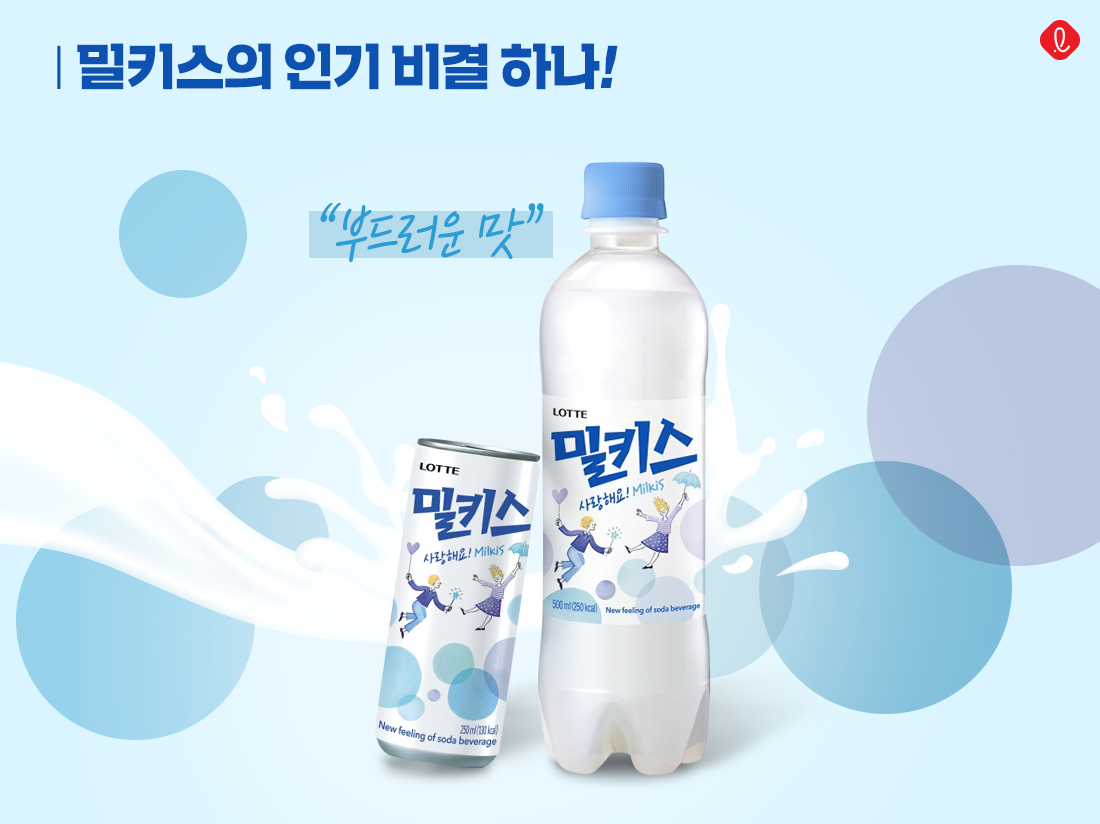 밀키스의 인기 비결 하나!
“부드러운 맛”
LOTTE
밀키스
사랑해요! Milkis
250 ml (130 kcal)
New feeling of soda beverage
LOTTE
밀키스
사랑해요! Milkis
500 ml (250 kcal)
New feeling of soda beverage